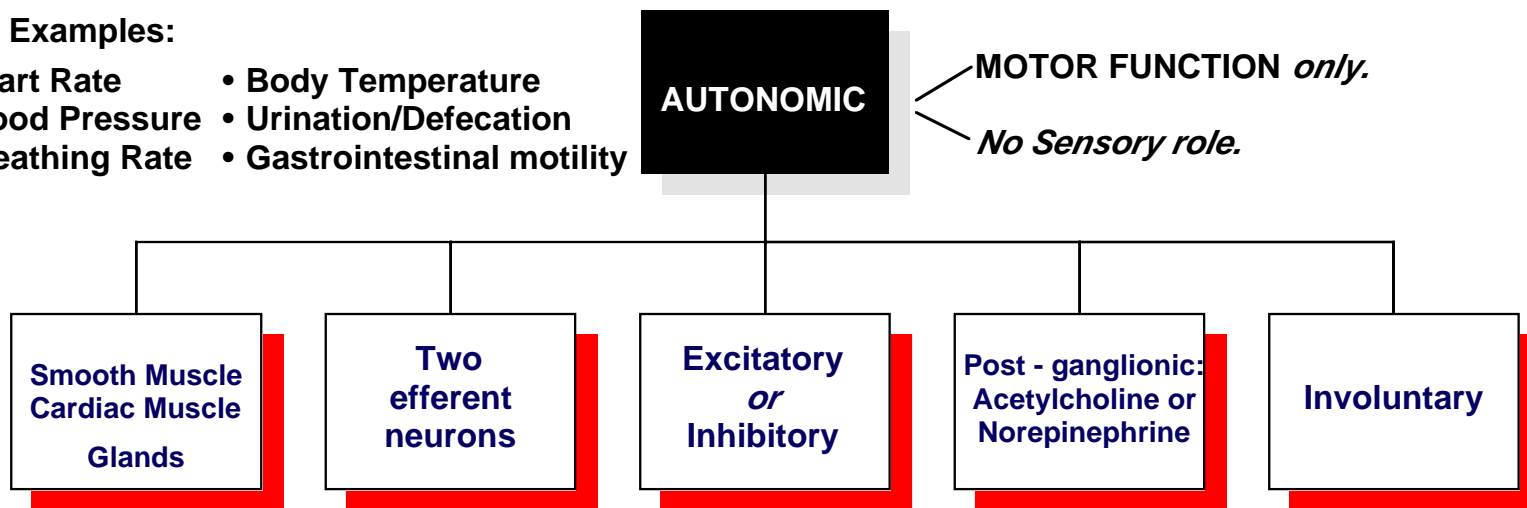 Examples:
art Rate • Body Temperature
ood Pressure • Urination/Defecation
eathing Rate • Gastrointestinal motility
AUTONOMIC
MOTOR FUNCTION only.
No Sensory role.
Smooth Muscle
Cardiac Muscle
Glands
Two
efferent
neurons
Excitatory
or
Inhibitory
Post - ganglionic:
Acetylcholine or
Norepinephrine
Involuntary